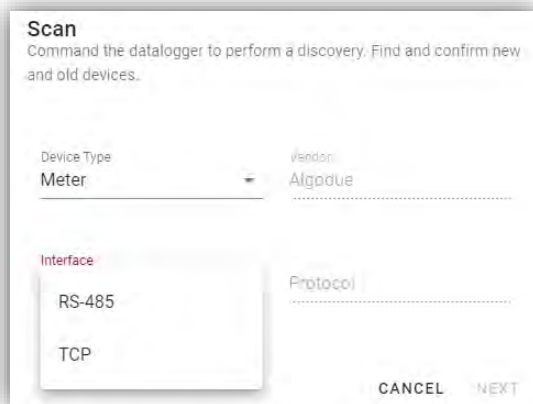 Scan
Command the datalogger to perform a discovery. Find and confirm new
and old devices.
Device Type
Meter
Vendor
Algodue
Interface
RS-485
TCP
Protocol
CANCEL NEXT